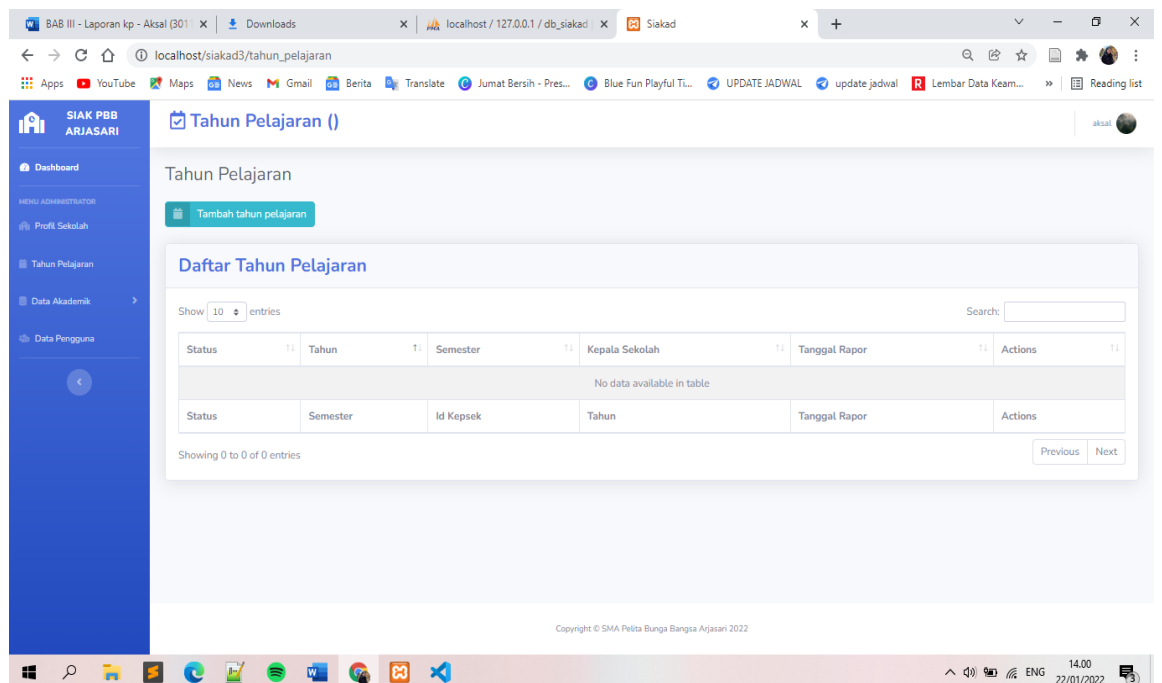 BAB III - Laporan kp - Aksal (301
Downloads
localhost / 127.0.0.1 / db_siakad
Siakad
localhost/siakad3/tahun_pelajaran
Apps YouTube Maps News Gmail Berita Translate Jumat Bersih - Pres... Blue Fun Playful Ti... UPDATE JADWAL update jadwal Lembar Data Keam... » Reading list
SIAK PBB
ARJASARI
Tahun Pelajaran ()
aksal
Dashboard
MENU ADMINISTRATOR
Profil Sekolah
Tahun Pelajaran
Data Akademik
Data Pengguna
Tahun Pelajaran
Tambah tahun pelajaran
Daftar Tahun Pelajaran
Show 10 entries
Search:
Status Tahun Semester Kepala Sekolah Tanggal Rapor Actions
No data available in table
Status Semester Id Kepsek Tahun Tanggal Rapor Actions
Showing 0 to 0 of 0 entries
Previous Next
Copyright © SMA Pelita Bunga Bangsa Arjasari 2022
ENG
14.00
22/01/2022